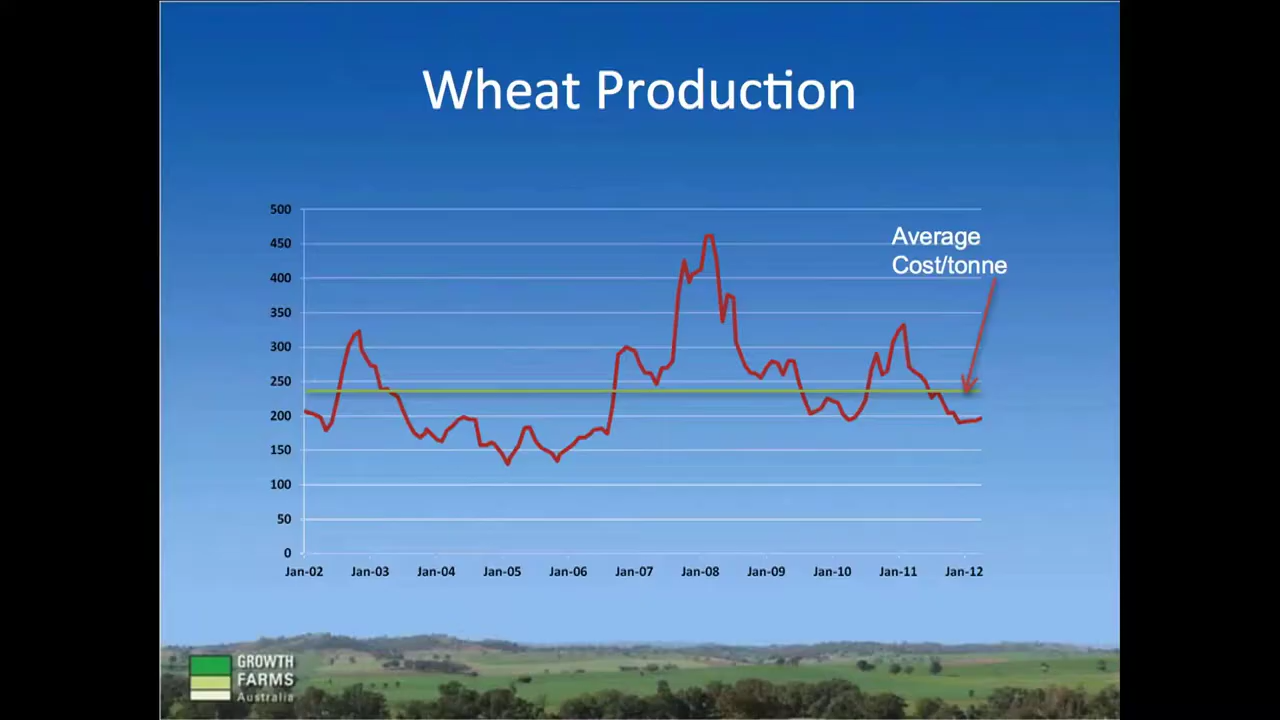 Wheat Production
500
450
400
350
300
250
200
150
100
50
0
Average
Cost/tonne
Jan-02 Jan-03 Jan-04 Jan-05 Jan-06 Jan-07 Jan-08 Jan-09 Jan-10 Jan-11 Jan-12
GROWTH
FARMS
Australia